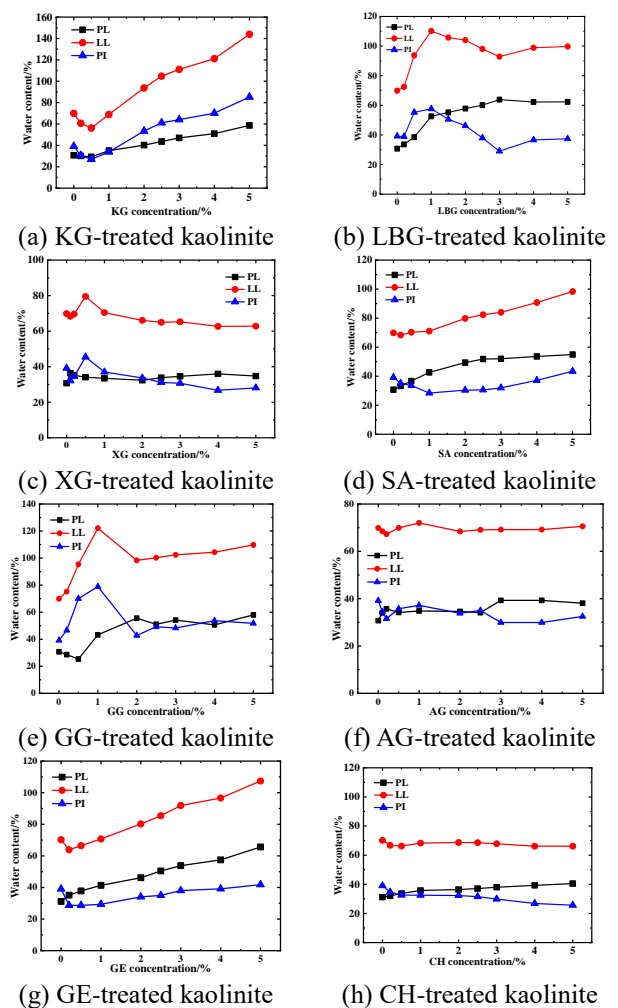 160
140
120
100
80
60
40
20
0
PL
LL
PI
Water content/%
0 1 2 3 4 5
KG concentration/%
(a) KG-treated kaolinite
120
100
80
60
40
20
0
PL
LL
PI
Water content/%
0 1 2 3 4 5
LBG concentration/%
(b) LBG-treated kaolinite
100
80
60
40
20
0
PL
LL
PI
Water content/%
0 1 2 3 4 5
XG concentration/%
(c) XG-treated kaolinite
120
100
80
60
40
20
0
PL
LL
PI
Water content/%
0 1 2 3 4 5
SA concentration/%
(d) SA-treated kaolinite
140
120
100
80
60
40
20
0
PL
LL
PI
Water content/%
0 1 2 3 4 5
GG concentration/%
(e) GG-treated kaolinite
80
60
40
20
0
PL
LL
PI
Water content/%
0 1 2 3 4 5
AG concentration/%
(f) AG-treated kaolinite
120
100
80
60
40
20
0
PL
LL
PI
Water content/%
0 1 2 3 4 5
GE concentration/%
(g) GE-treated kaolinite
120
100
80
60
40
20
0
PL
LL
PI
Water content/%
0 1 2 3 4 5
CH concentration/%
(h) CH-treated kaolinite